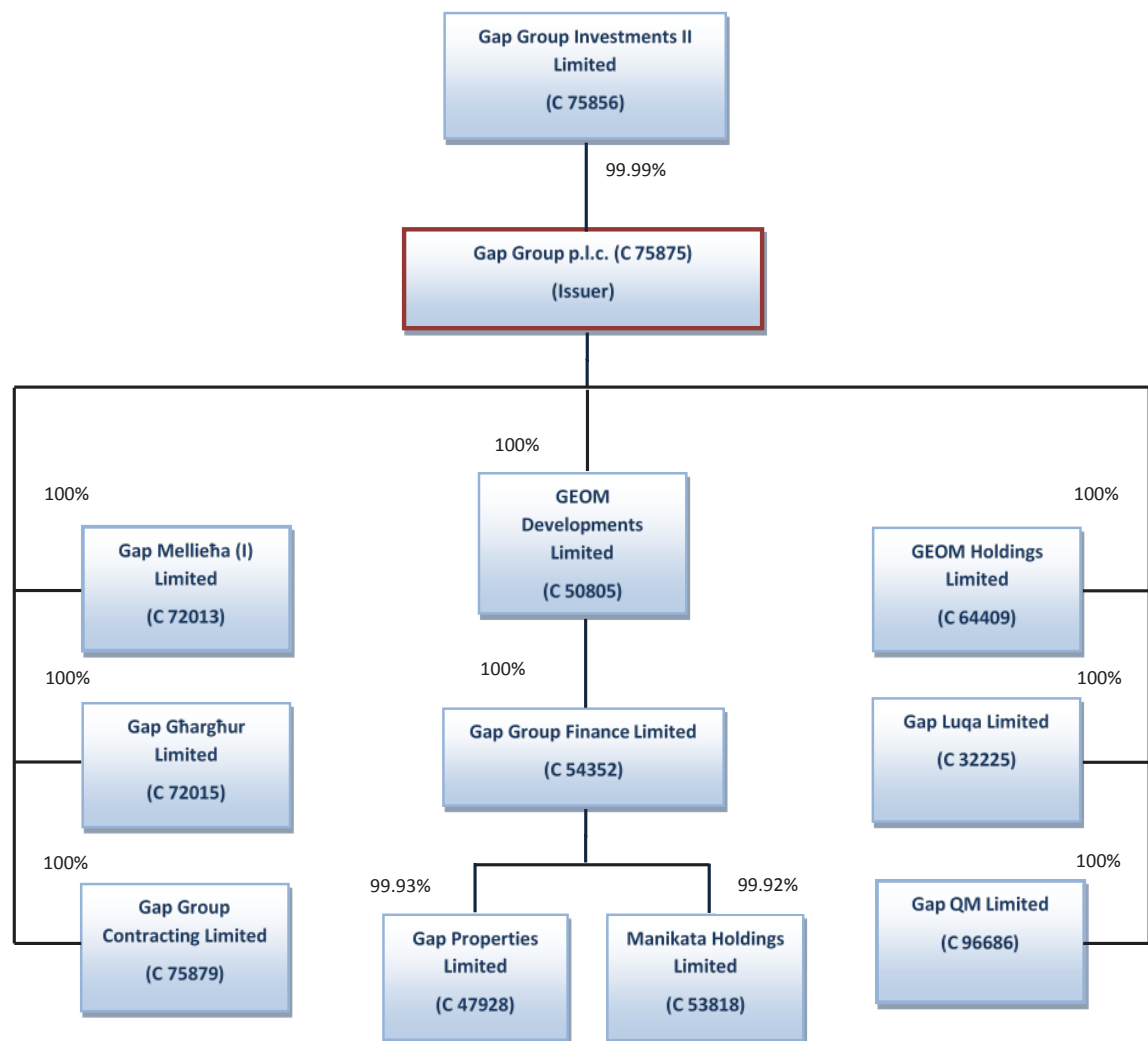 Gap Group Investments II
Limited
(C 75856)
99.99%
Gap Group p.l.c. (C 75875)
(Issuer)
100%
GEOM
Developments
Limited
(C 50805)
100%
Gap Mellieħa (I)
Limited
(C 72013)
100%
GEOM Holdings
Limited
(C 64409)
100%
Gap Għargħur
Limited
(C 72015)
100%
Gap Group Finance Limited
(C 54352)
100%
Gap Luqa Limited
(C 32225)
100%
Gap Group
Contracting Limited
(C 75879)
99.93%
Gap Properties
Limited
(C 47928)
99.92%
Manikata Holdings
Limited
(C 53818)
100%
Gap QM Limited
(C 96686)